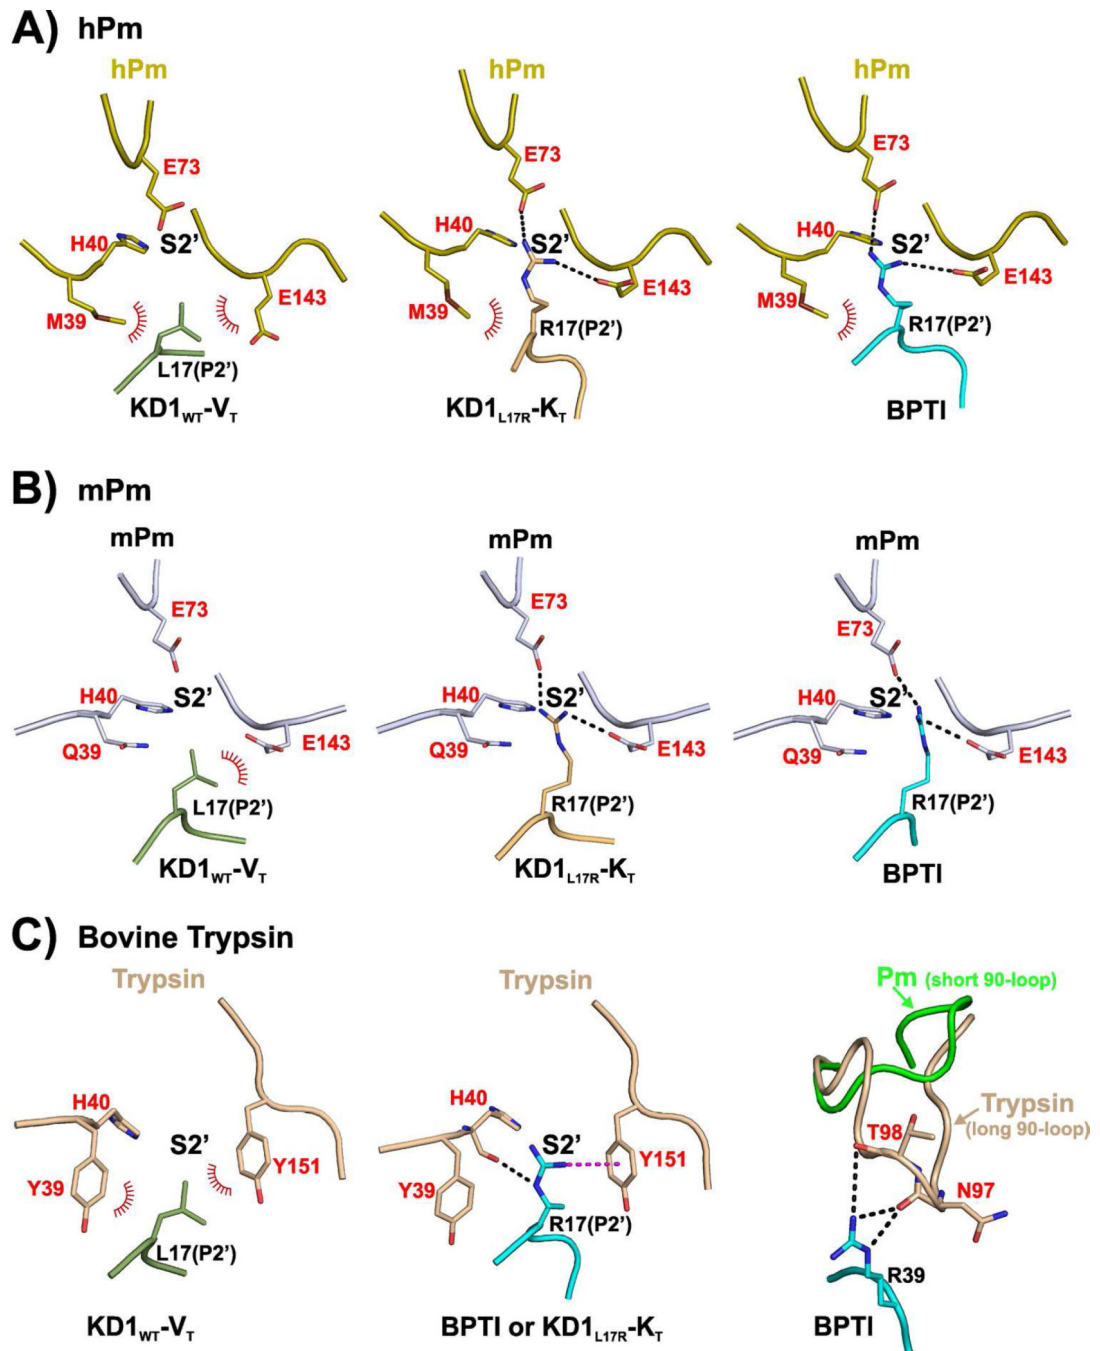 A) hPm
hPm hPm hPm
E73 E73 E73
H40 S2' H40 S2' H40 S2'
M39 E143 M39 E143 M39 E143
L17(P2') R17(P2') R17(P2')
KD1WT-VT KD1L17R-KT BPTI
B) mPm
mPm mPm mPm
E73 E73 E73
H40 S2' H40 S2' H40 S2'
Q39 E143 Q39 E143 Q39 E143
L17(P2') R17(P2') R17(P2')
KD1WT-VT KD1L17R-KT BPTI
C) Bovine Trypsin
Trypsin Trypsin Pm (short 90-loop)
H40 S2' H40 S2' T98 Trypsin
(long 90-loop)
Y39 Y151 Y39 Y151 N97
L17(P2') R17(P2') R39
KD1WT-VT BPTI or KD1L17R-KT BPTI